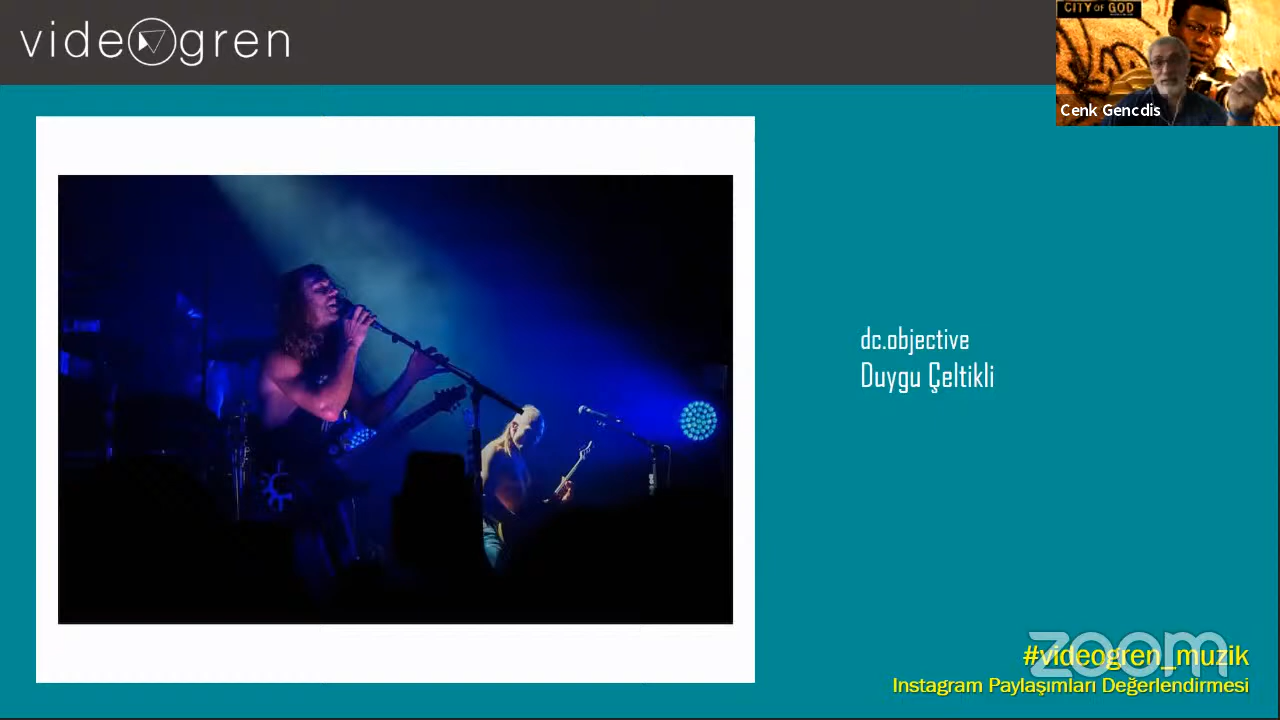 videogren
CITY OF GOD
Cenk Gencdis
dc.objective
Duygu Çeltikli
zoom
#videogren_muzik
Instagram Paylaşımları Değerlendirmesi